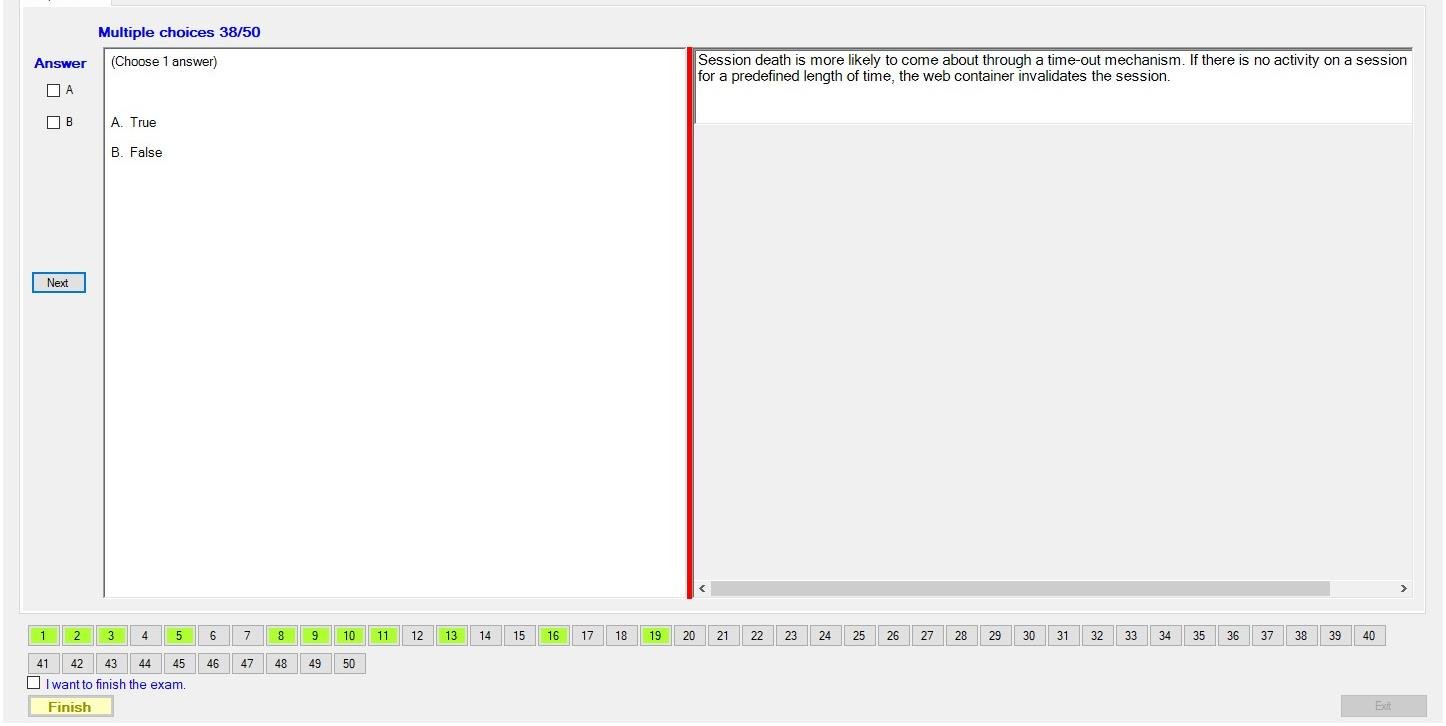 Multiple choices 38/50
Answer
(Choose 1 answer)
A
B
A. True
B. False
Next
Session death is more likely to come about through a time-out mechanism. If there is no activity on a session
for a predefined length of time, the web container invalidates the session.
1 2 3 4 5 6 7 8 9 10 11 12 13 14 15 16 17 18 19 20 21 22 23 24 25 26 27 28 29 30 31 32 33 34 35 36 37 38 39 40
41 42 43 44 45 46 47 48 49 50
I want to finish the exam.
Finish
Exit